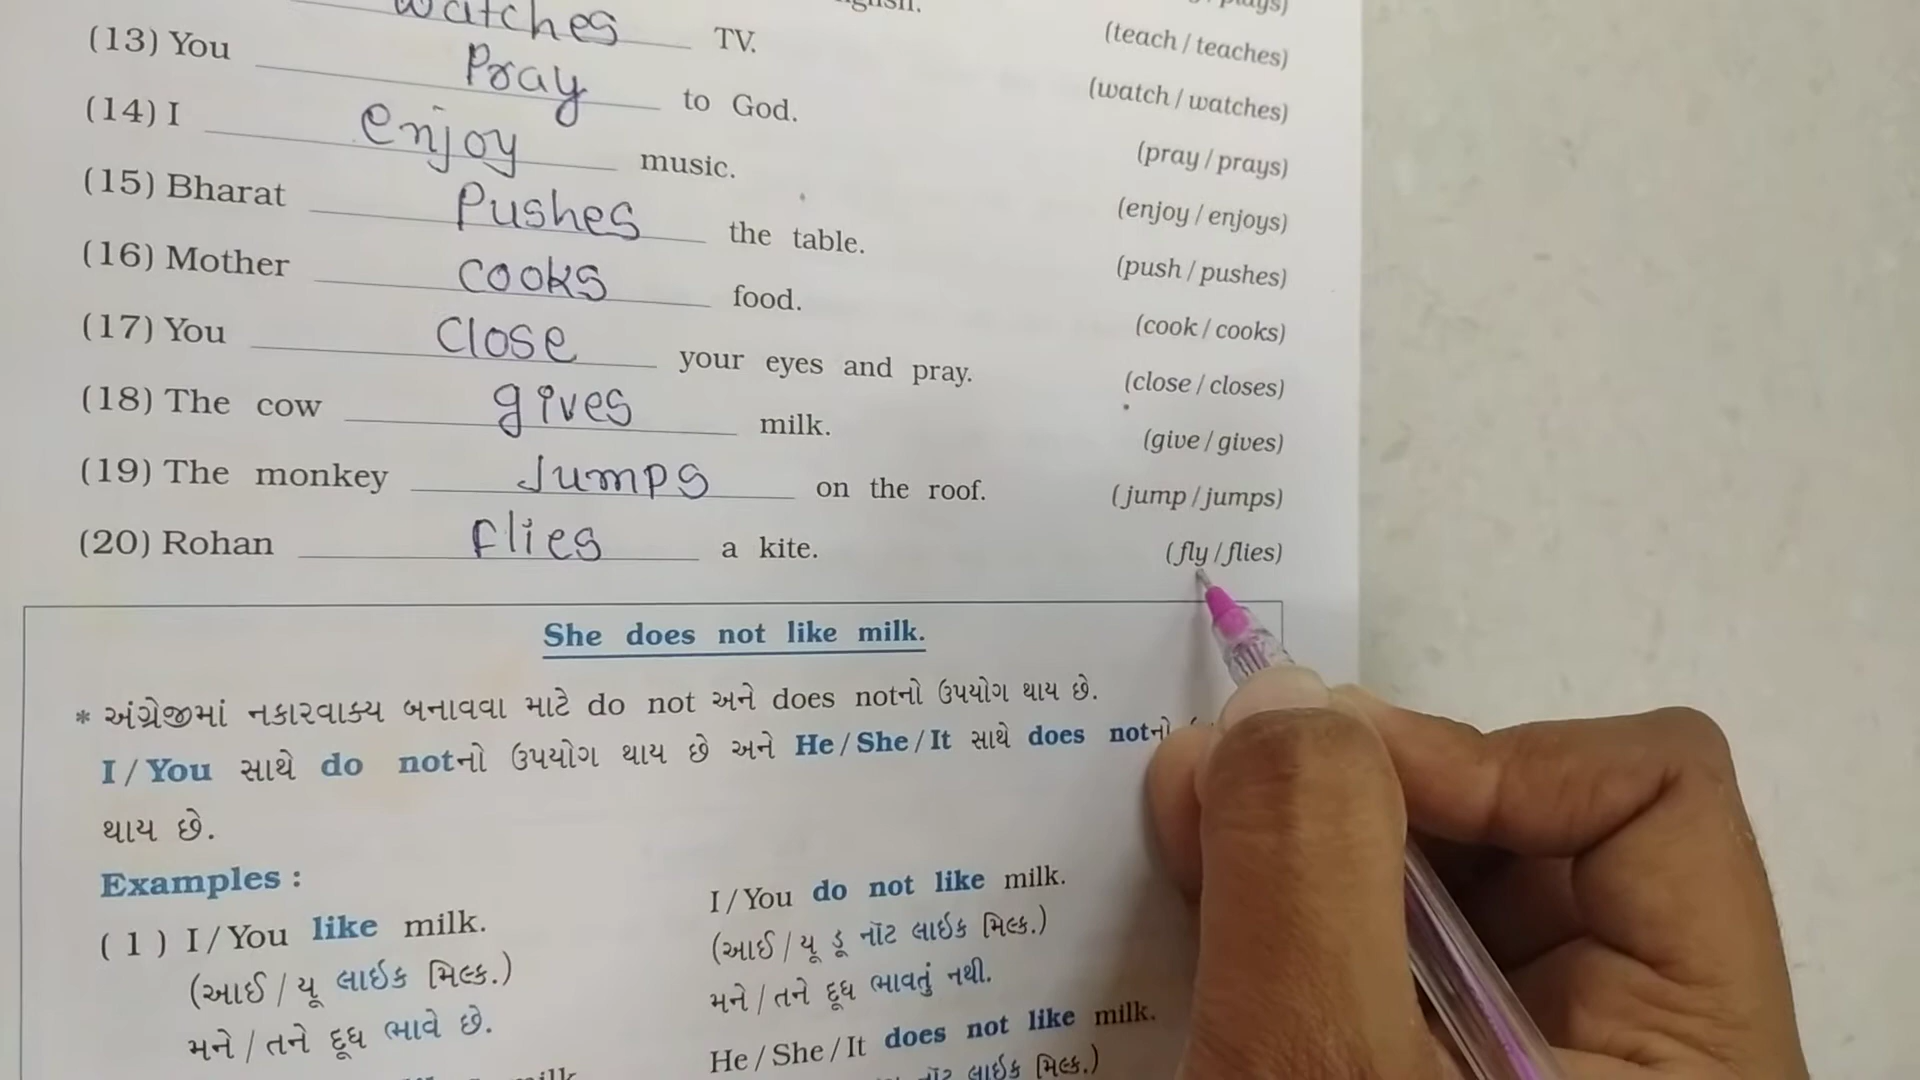 watches TV. (teach / teaches)
(13) You Pray to God. (watch / watches)
(14) I enjoy music. (pray / prays)
(15) Bharat Pushes the table. (enjoy / enjoys)
(16) Mother cooks food. (push / pushes)
(17) You Close your eyes and pray. (cook / cooks)
(18) The cow gives milk. (close / closes)
(19) The monkey Jumps on the roof. (give / gives)
(20) Rohan flies a kite. (jump / jumps)
(fly / flies)
She does not like milk.
* અંગ્રેજીમાં નકારવાક્ય બનાવવા માટે do not અને does notનો ઉપયોગ થાય છે.
I / You સાથે do notનો ઉપયોગ થાય છે અને He / She / It સાથે does notનો
થાય છે.
Examples :
( 1 ) I / You like milk. I / You do not like milk.
(આઈ / યૂ લાઈક મિલ્ક.) (આઈ / યૂ ડૂ નૉટ લાઈક મિલ્ક.)
મને / તને દૂધ ભાવે છે. મને / તને દૂધ ભાવતું નથી.
He / She / It does not like milk.
લાઈક મિલ્ક.)